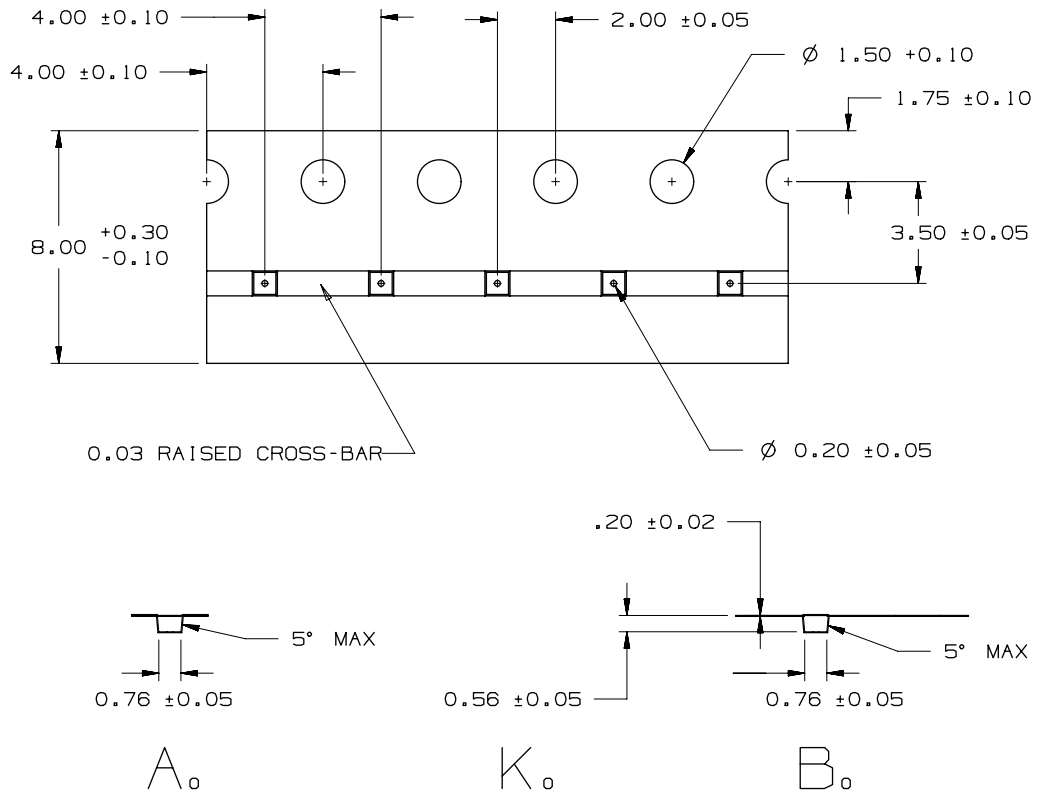 4.00 ±0.10
2.00 ±0.05
Ø 1.50 +0.10
4.00 ±0.10
1.75 ±0.10
8.00 +0.30
-0.10
3.50 ±0.05
0.03 RAISED CROSS-BAR
Ø 0.20 ±0.05
.20 ±0.02
5° MAX
5° MAX
0.76 ±0.05
0.56 ±0.05
0.76 ±0.05
Ao
Ko
Bo